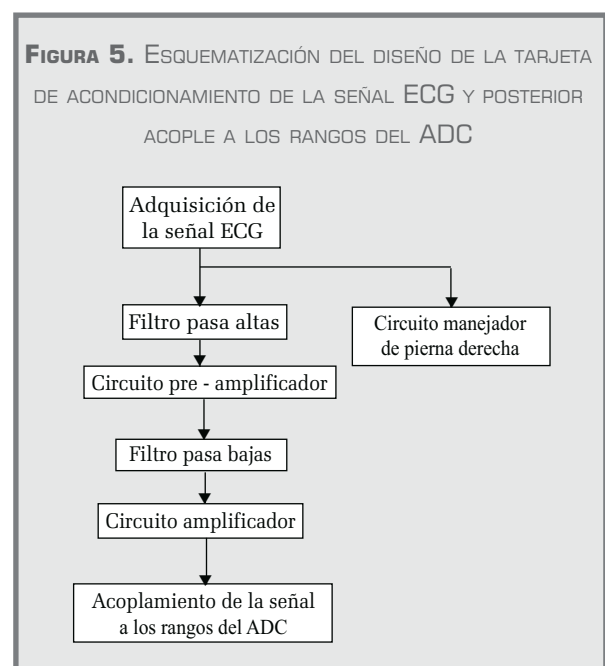 FIGURA 5. ESQUEMATIZACIÓN DEL DISEÑO DE LA TARJETA
DE ACONDICIONAMIENTO DE LA SEÑAL ECG Y POSTERIOR
ACOPLE A LOS RANGOS DEL ADC
Adquisición de
la señal ECG
Filtro pasa altas
Circuito manejador
de pierna derecha
Circuito pre - amplificador
Filtro pasa bajas
Circuito amplificador
Acoplamiento de la señal
a los rangos del ADC